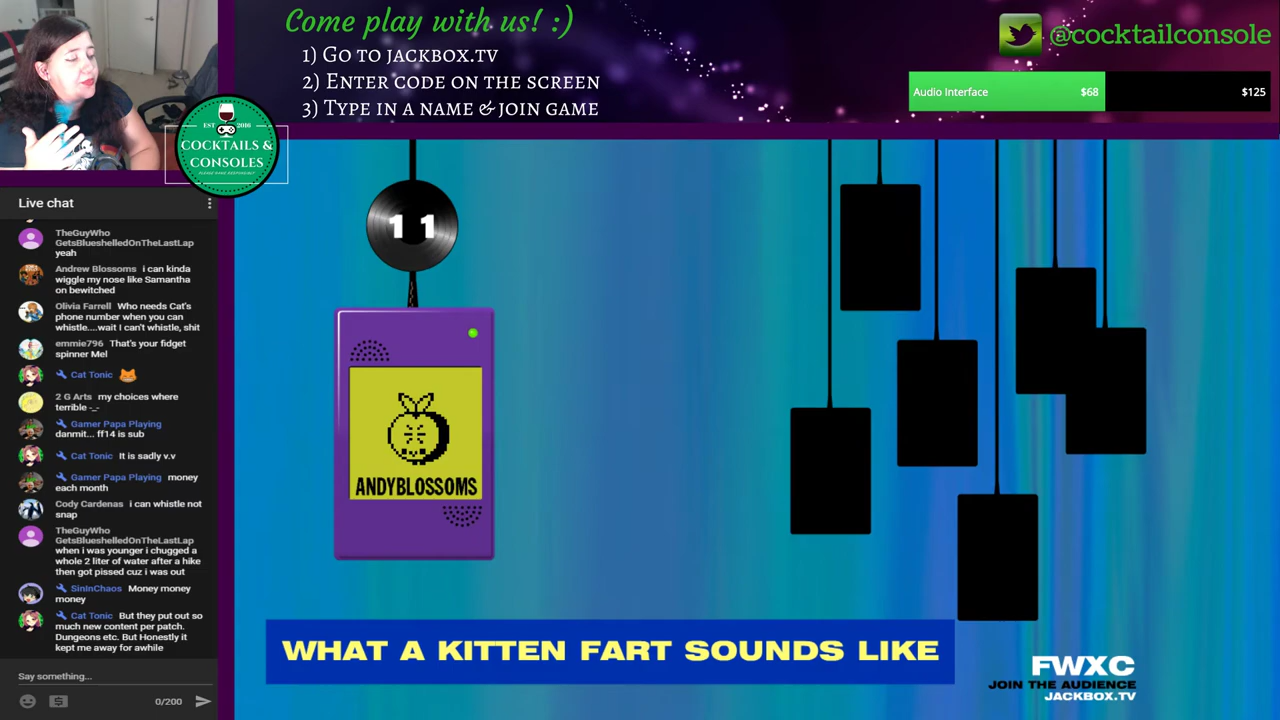 Come play with us! :)
1) Go to jackbox.tv
2) Enter code on the screen
3) Type in a name & join game
@cocktailconsole
Audio Interface $68 $125
EST 2016
COCKTAILS &
CONSOLES
PLEASE GAME RESPONSIBLY
Live chat
TheGuyWho
GetsBlueshelledOnTheLastLap
yeah
Andrew Blossoms i can kinda
wiggle my nose like Samantha
on bewitched
Olivia Farrell Who needs Cat's
phone number when you can
whistle....wait I can't whistle, shit
emmie796 That's your fidget
spinner Mel!
Cat Tonic
2 G Arts my choices where
terrible -_-
Gamer Papa Playing
danmit... ff14 is sub
Cat Tonic It is sadly v.v
Gamer Papa Playing money
each month
Cody Cardenas i can whistle not
snap
TheGuyWho
GetsBlueshelledOnTheLastLap
when i was younger i chugged a
whole 2 liter of water after a hike
then got pissed cuz i was out
SinInChaos Money money
money
Cat Tonic But they put out so
much new content per patch.
Dungeons etc. But Honestly it
kept me away for awhile
Say something...
0/200
11
ANDYBLOSSOMS
WHAT A KITTEN FART SOUNDS LIKE
FWXC
JOIN THE AUDIENCE
JACKBOX.TV